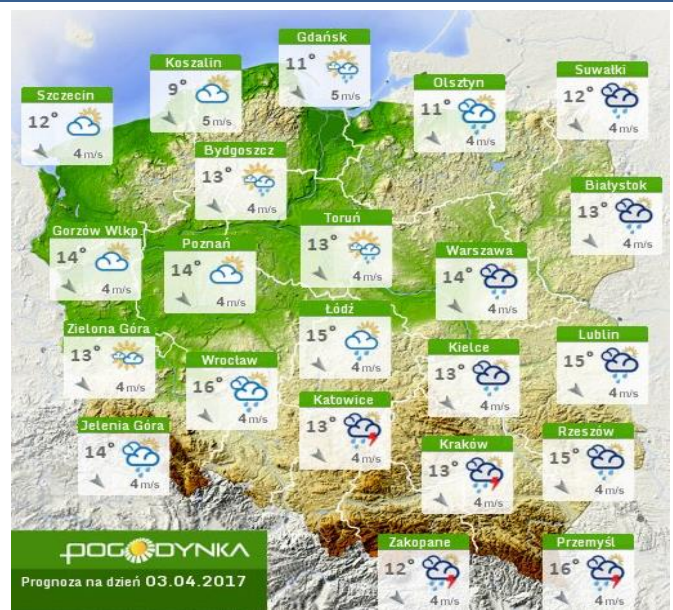 Gdańsk
11°
5 m/s
Koszalin
9°
5 m/s
Suwałki
12°
4 m/s
Olsztyn
11°
4 m/s
Szczecin
12°
4 m/s
Bydgoszcz
13°
4 m/s
Białystok
13°
4 m/s
Toruń
13°
4 m/s
Gorzów Wlkp
14°
4 m/s
Poznań
14°
4 m/s
Warszawa
14°
4 m/s
Łódź
15°
4 m/s
Zielona Góra
13°
4 m/s
Lublin
15°
4 m/s
Kielce
13°
4 m/s
Wrocław
16°
4 m/s
Katowice
13°
4 m/s
Jelenia Góra
14°
4 m/s
Rzeszów
15°
4 m/s
Kraków
13°
4 m/s
Zakopane
12°
4 m/s
Przemyśl
16°
4 m/s
POGODYNKA
Prognoza na dzień 03.04.2017